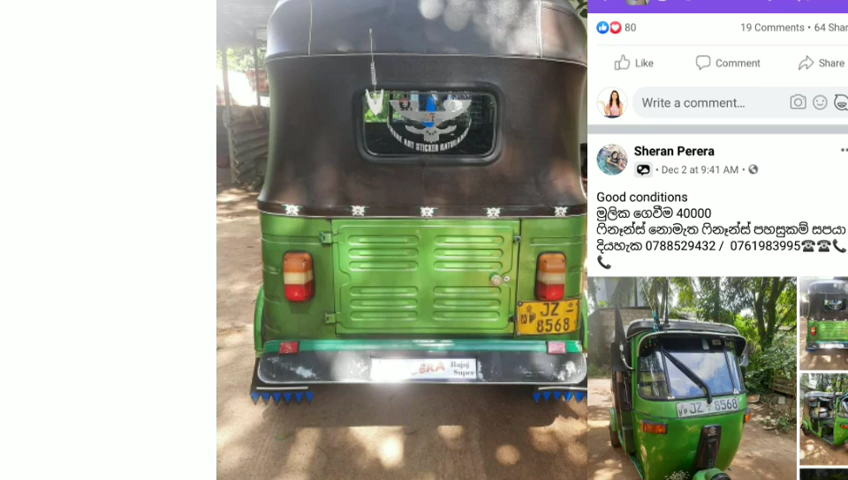 JZ
8568
Bajaj
Super
80
19 Comments • 64 Shar
Like
Comment
Share
Write a comment...
Sheran Perera
• Dec 2 at 9:41 AM •
Good conditions
මුලික ගෙවීම 40000
ෆිනෑන්ස් නොමැත ෆිනෑන්ස් පහසුකම් සපයා
දියහැක 0788529432 / 0761983995☎☎📞
📞
JZ 8568